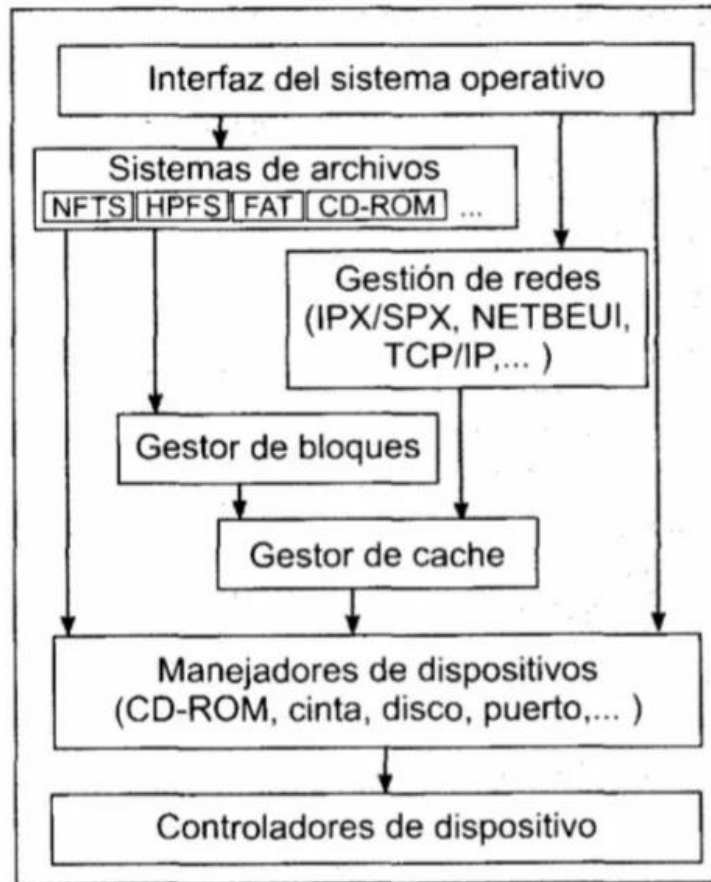 Interfaz del sistema operativo
Sistemas de archivos
NFTS HPFS FAT CD-ROM ...
Gestión de redes
(IPX/SPX, NETBEUI,
TCP/IP,... )
Gestor de bloques
Gestor de cache
Manejadores de dispositivos
(CD-ROM, cinta, disco, puerto,... )
Controladores de dispositivo